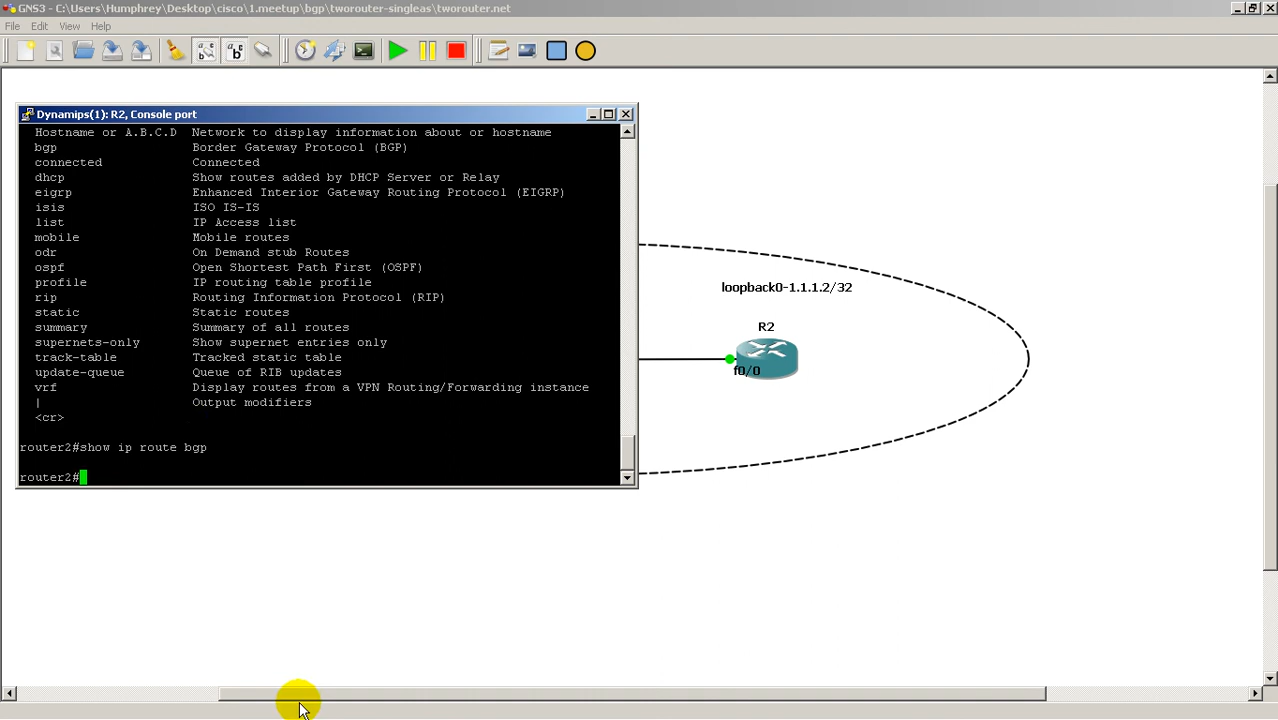 GNS3 - C:\Users\Humphrey\Desktop\cisco\1.meetup\bgp\tworouter-singleas\tworouter.net
File Edit View Help
Dynamips(1): R2, Console port
Hostname or A.B.C.D Network to display information about or hostname
bgp Border Gateway Protocol (BGP)
connected Connected
dhcp Show routes added by DHCP Server or Relay
eigrp Enhanced Interior Gateway Routing Protocol (EIGRP)
isis ISO IS-IS
list IP Access list
mobile Mobile routes
odr On Demand stub Routes
ospf Open Shortest Path First (OSPF)
profile IP routing table profile
rip Routing Information Protocol (RIP)
static Static routes
summary Summary of all routes
supernets-only Show supernet entries only
track-table Tracked static table
update-queue Queue of RIB updates
vrf Display routes from a VPN Routing/Forwarding instance
| Output modifiers
<cr>
router2#show ip route bgp
router2#
loopback0-1.1.1.2/32
R2
f0/0